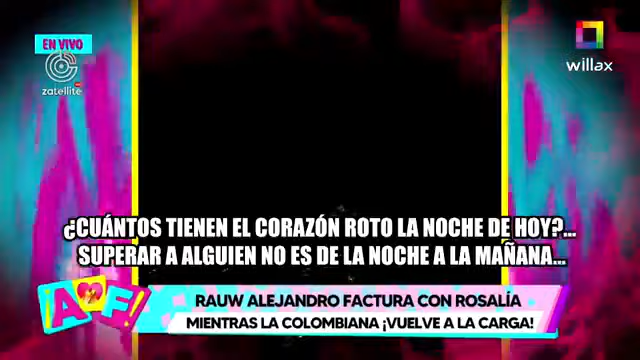 EN VIVO
zatellite
willax
¿CUÁNTOS TIENEN EL CORAZÓN ROTO LA NOCHE DE HOY?...
SUPERAR A ALGUIEN NO ES DE LA NOCHE A LA MAÑANA...
¡A F!
RAUW ALEJANDRO FACTURA CON ROSALÍA
MIENTRAS LA COLOMBIANA ¡VUELVE A LA CARGA!